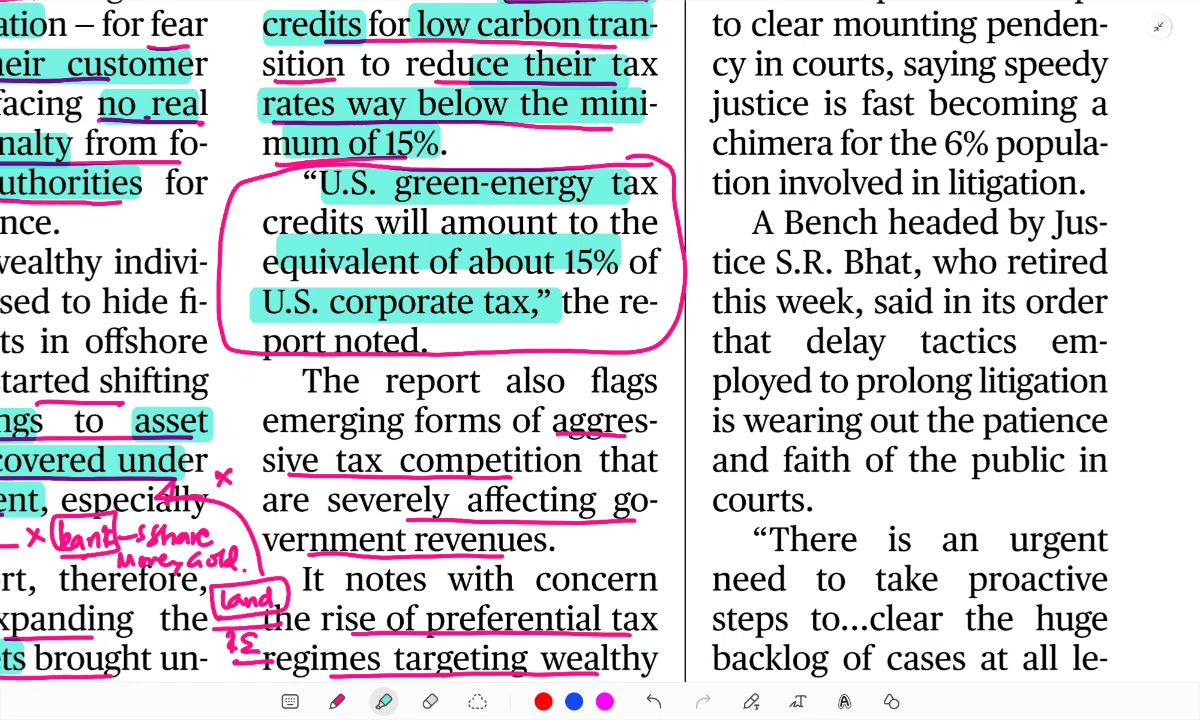 ation – for fear
heir customer
facing no real
nalty from fo-
uthorities for
nce.
wealthy indivi-
sed to hide fi-
ts in offshore
started shifting
ngs to asset
covered under
ent, especially
x bank → share
Money Gold.
rt, therefore,
xpanding the
ets brought un-
x
land
credits for low carbon tran-
sition to reduce their tax
rates way below the mini-
mum of 15%.
“U.S. green-energy tax
credits will amount to the
equivalent of about 15% of
U.S. corporate tax,” the re-
port noted.
The report also flags
emerging forms of aggres-
sive tax competition that
are severely affecting go-
vernment revenues.
It notes with concern
the rise of preferential tax
regimes targeting wealthy
to clear mounting penden-
cy in courts, saying speedy
justice is fast becoming a
chimera for the 6% popula-
tion involved in litigation.
A Bench headed by Jus-
tice S.R. Bhat, who retired
this week, said in its order
that delay tactics em-
ployed to prolong litigation
is wearing out the patience
and faith of the public in
courts.
“There is an urgent
need to take proactive
steps to...clear the huge
backlog of cases at all le-